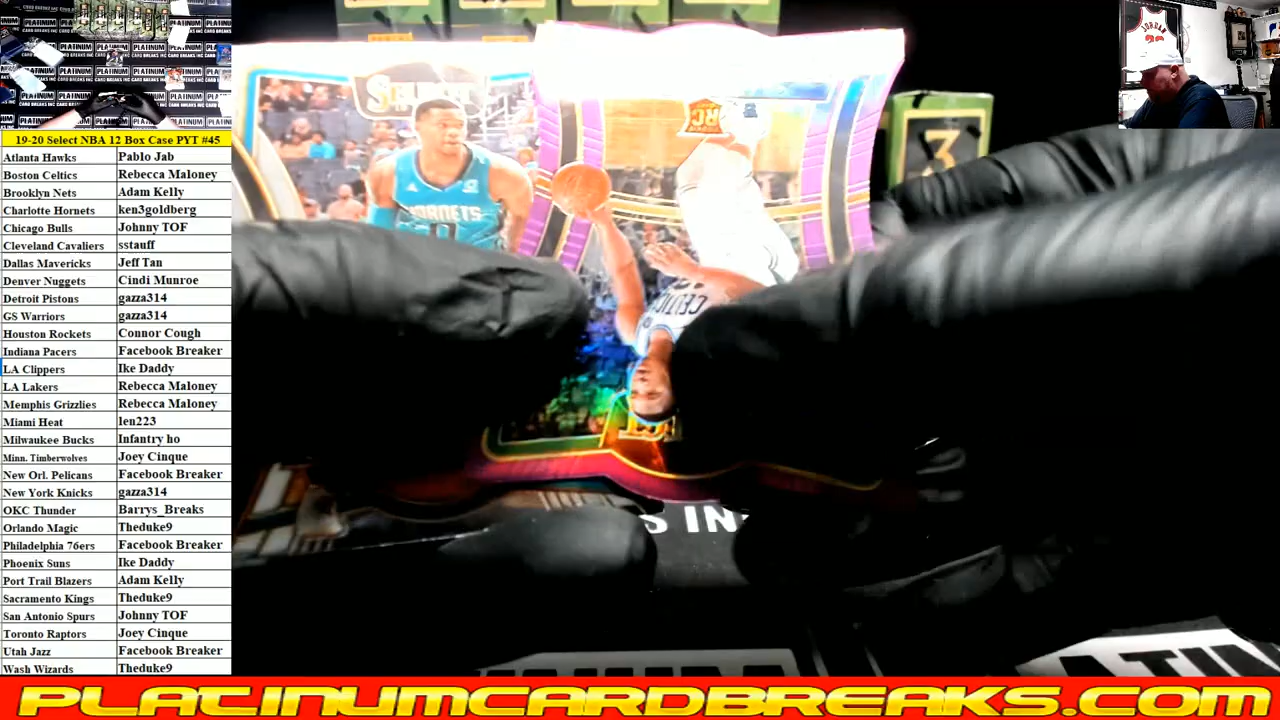 19-20 Select NBA 12 Box Case PYT #45
Atlanta Hawks Pablo Jab
Boston Celtics Rebecca Maloney
Brooklyn Nets Adam Kelly
Charlotte Hornets ken3goldberg
Chicago Bulls Johnny TOF
Cleveland Cavaliers sstauff
Dallas Mavericks Jeff Tan
Denver Nuggets Cindi Munroe
Detroit Pistons gazza314
GS Warriors gazza314
Houston Rockets Connor Cough
Indiana Pacers Facebook Breaker
LA Clippers Ike Daddy
LA Lakers Rebecca Maloney
Memphis Grizzlies Rebecca Maloney
Miami Heat len223
Milwaukee Bucks Infantry ho
Minn. Timberwolves Joey Cinque
New Orl. Pelicans Facebook Breaker
New York Knicks gazza314
OKC Thunder Barrys_Breaks
Orlando Magic Theduke9
Philadelphia 76ers Facebook Breaker
Phoenix Suns Ike Daddy
Port Trail Blazers Adam Kelly
Sacramento Kings Theduke9
San Antonio Spurs Johnny TOF
Toronto Raptors Joey Cinque
Utah Jazz Facebook Breaker
Wash Wizards Theduke9
HORNETS
RC
CELTICS
3
S IN
JORDAN
PLATINUM
PLATINUMCARDBREAKS.COM